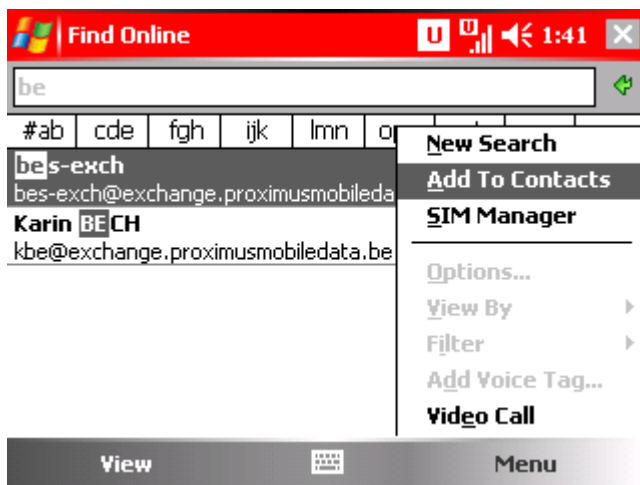 Find Online
U U 1:41
be
#ab cde fgh ijk lmn
bes-exch
bes-exch@exchange.proximusmobileda
Karin BECH
kbe@exchange.proximusmobiledata.be
New Search
Add To Contacts
SIM Manager
Options...
View By
Filter
Add Voice Tag...
Video Call
View Menu